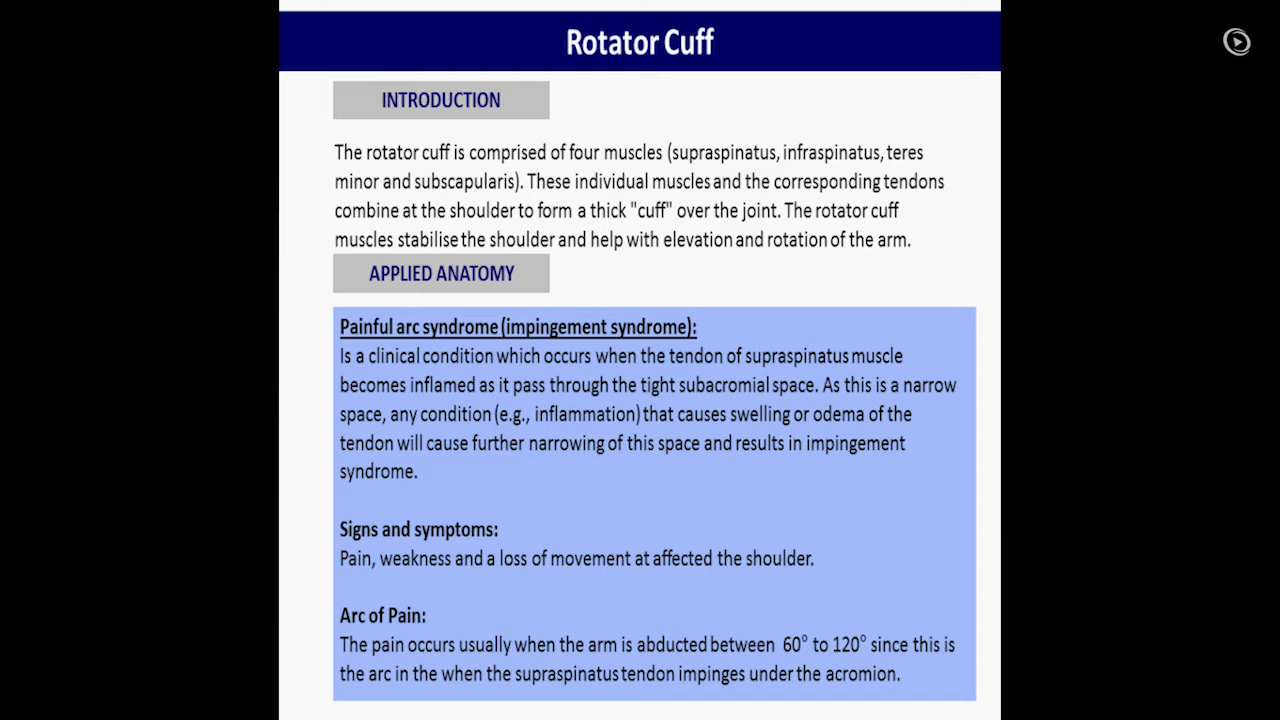 Rotator Cuff
INTRODUCTION
The rotator cuff is comprised of four muscles (supraspinatus, infraspinatus, teres
minor and subscapularis). These individual muscles and the corresponding tendons
combine at the shoulder to form a thick "cuff" over the joint. The rotator cuff
muscles stabilise the shoulder and help with elevation and rotation of the arm.
APPLIED ANATOMY
Painful arc syndrome (impingement syndrome):
Is a clinical condition which occurs when the tendon of supraspinatus muscle
becomes inflamed as it pass through the tight subacromial space. As this is a narrow
space, any condition (e.g., inflammation) that causes swelling or odema of the
tendon will cause further narrowing of this space and results in impingement
syndrome.
Signs and symptoms:
Pain, weakness and a loss of movement at affected the shoulder.
Arc of Pain:
The pain occurs usually when the arm is abducted between 60° to 120° since this is
the arc in the when the supraspinatus tendon impinges under the acromion.